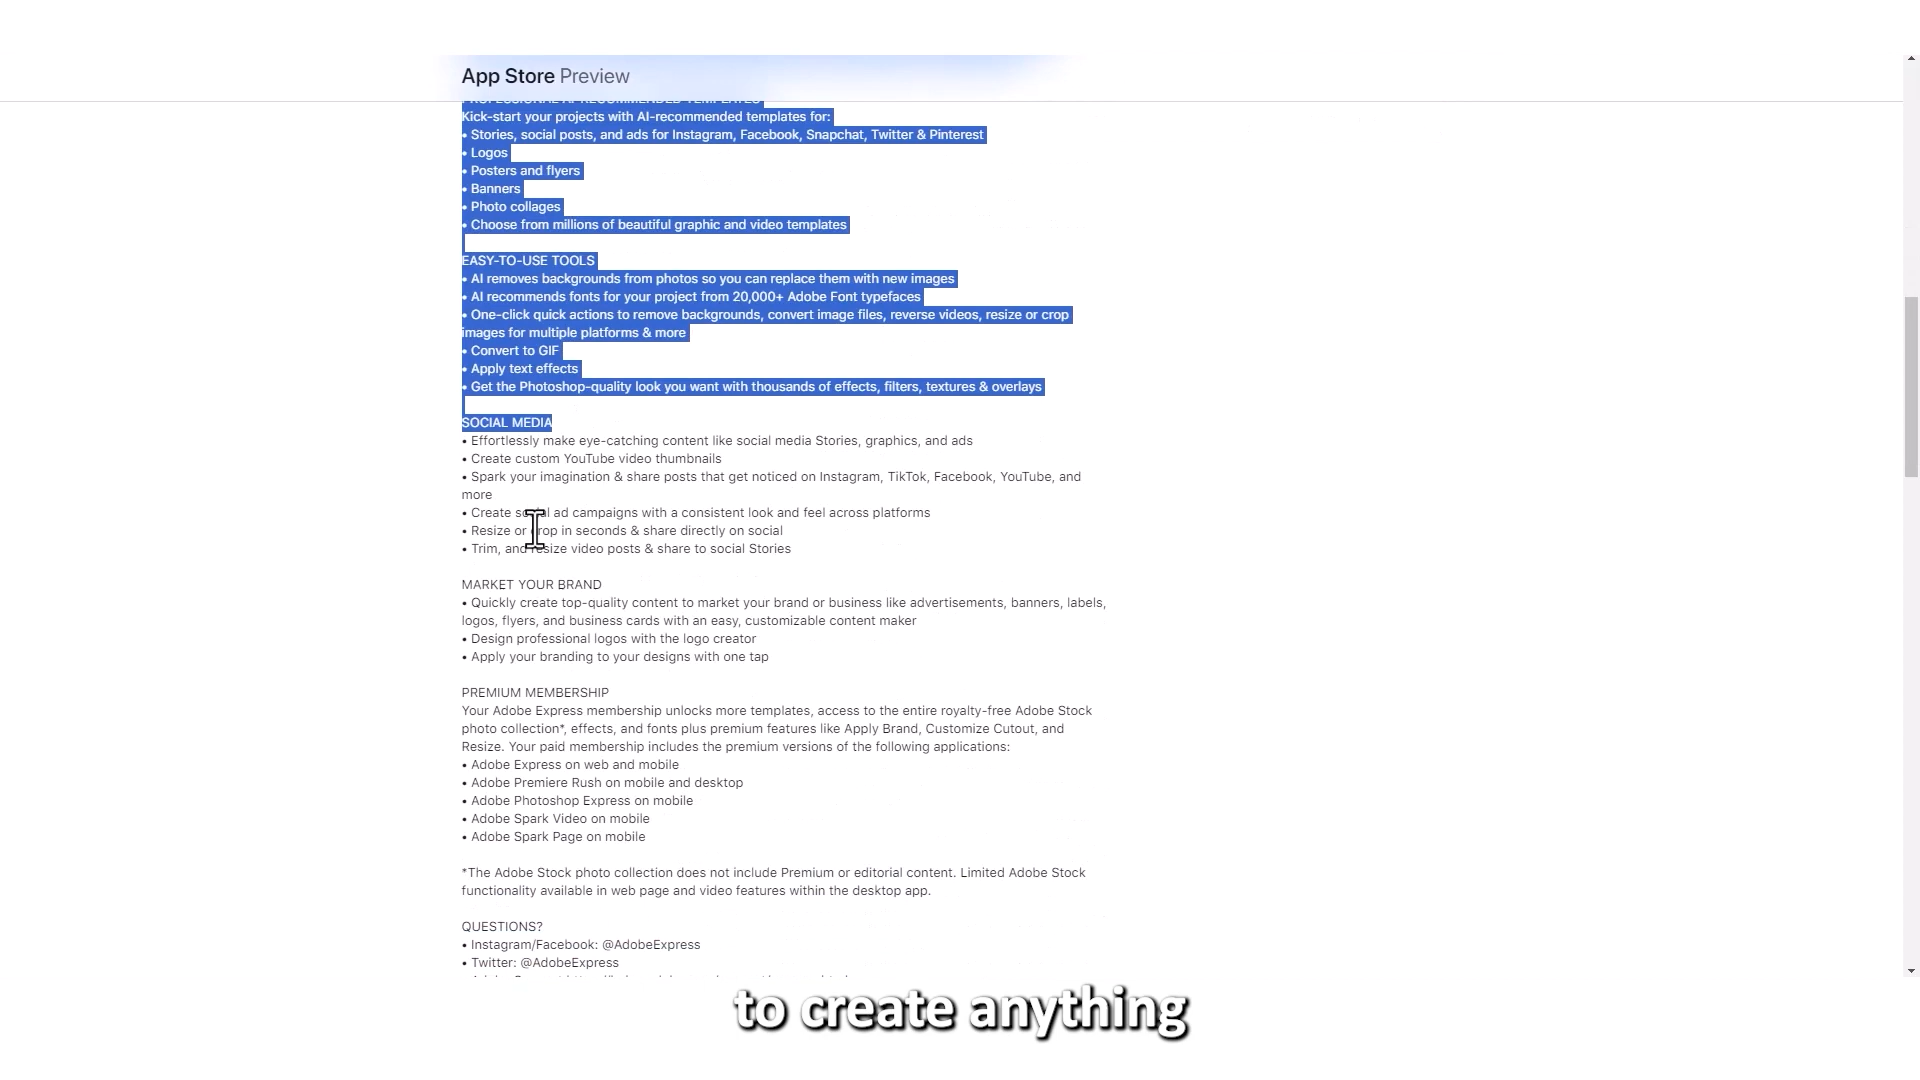 App Store Preview
PROFESSIONAL AI-RECOMMENDED TEMPLATES
Kick-start your projects with AI-recommended templates for:
• Stories, social posts, and ads for Instagram, Facebook, Snapchat, Twitter & Pinterest
• Logos
• Posters and flyers
• Banners
• Photo collages
• Choose from millions of beautiful graphic and video templates
EASY-TO-USE TOOLS
• AI removes backgrounds from photos so you can replace them with new images
• AI recommends fonts for your project from 20,000+ Adobe Font typefaces
• One-click quick actions to remove backgrounds, convert image files, reverse videos, resize or crop
images for multiple platforms & more
• Convert to GIF
• Apply text effects
• Get the Photoshop-quality look you want with thousands of effects, filters, textures & overlays
SOCIAL MEDIA
• Effortlessly make eye-catching content like social media Stories, graphics, and ads
• Create custom YouTube video thumbnails
• Spark your imagination & share posts that get noticed on Instagram, TikTok, Facebook, YouTube, and
more
• Create social ad campaigns with a consistent look and feel across platforms
• Resize or crop in seconds & share directly on social
• Trim, and resize video posts & share to social Stories
MARKET YOUR BRAND
• Quickly create top-quality content to market your brand or business like advertisements, banners, labels,
logos, flyers, and business cards with an easy, customizable content maker
• Design professional logos with the logo creator
• Apply your branding to your designs with one tap
PREMIUM MEMBERSHIP
Your Adobe Express membership unlocks more templates, access to the entire royalty-free Adobe Stock
photo collection*, effects, and fonts plus premium features like Apply Brand, Customize Cutout, and
Resize. Your paid membership includes the premium versions of the following applications:
• Adobe Express on web and mobile
• Adobe Premiere Rush on mobile and desktop
• Adobe Photoshop Express on mobile
• Adobe Spark Video on mobile
• Adobe Spark Page on mobile
*The Adobe Stock photo collection does not include Premium or editorial content. Limited Adobe Stock
functionality available in web page and video features within the desktop app.
QUESTIONS?
• Instagram/Facebook: @AdobeExpress
• Twitter: @AdobeExpress
to create anything